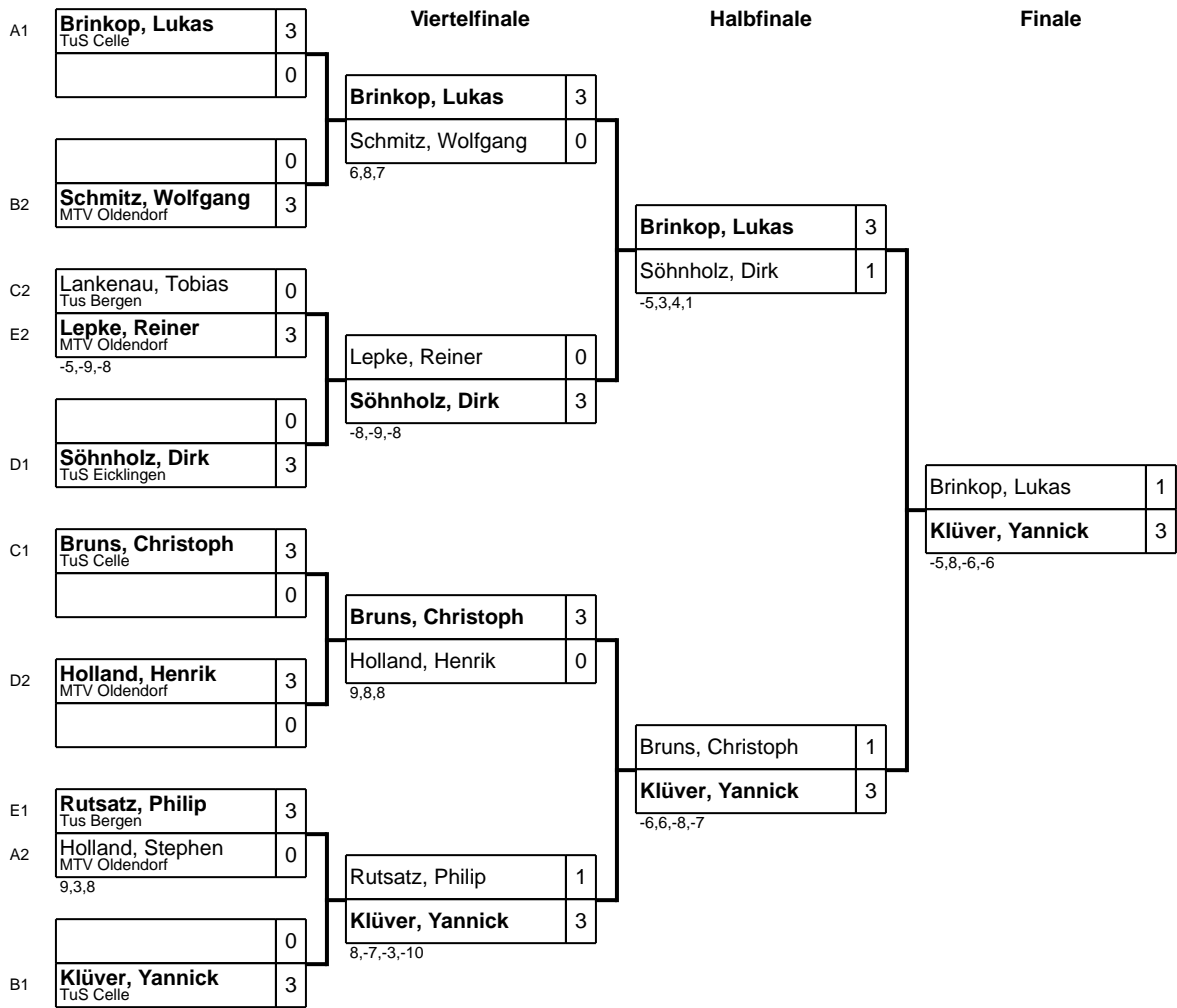 Viertelfinale
Halbfinale
Finale
A1
Brinkop, Lukas
TuS Celle
3
0
0
B2
Schmitz, Wolfgang
MTV Oldendorf
3
C2
Lankenau, Tobias
Tus Bergen
0
E2
Lepke, Reiner
MTV Oldendorf
3
-5,-9,-8
0
D1
Söhnholz, Dirk
TuS Eicklingen
3
C1
Bruns, Christoph
TuS Celle
3
0
D2
Holland, Henrik
MTV Oldendorf
3
0
E1
Rutsatz, Philip
Tus Bergen
3
A2
Holland, Stephen
MTV Oldendorf
0
9,3,8
0
B1
Klüver, Yannick
TuS Celle
3
Brinkop, Lukas 3
Schmitz, Wolfgang 0
6,8,7
Lepke, Reiner 0
Söhnholz, Dirk 3
-8,-9,-8
Bruns, Christoph 3
Holland, Henrik 0
9,8,8
Rutsatz, Philip 1
Klüver, Yannick 3
8,-7,-3,-10
Brinkop, Lukas 3
Söhnholz, Dirk 1
-5,3,4,1
Bruns, Christoph 1
Klüver, Yannick 3
-6,6,-8,-7
Brinkop, Lukas 1
Klüver, Yannick 3
-5,8,-6,-6